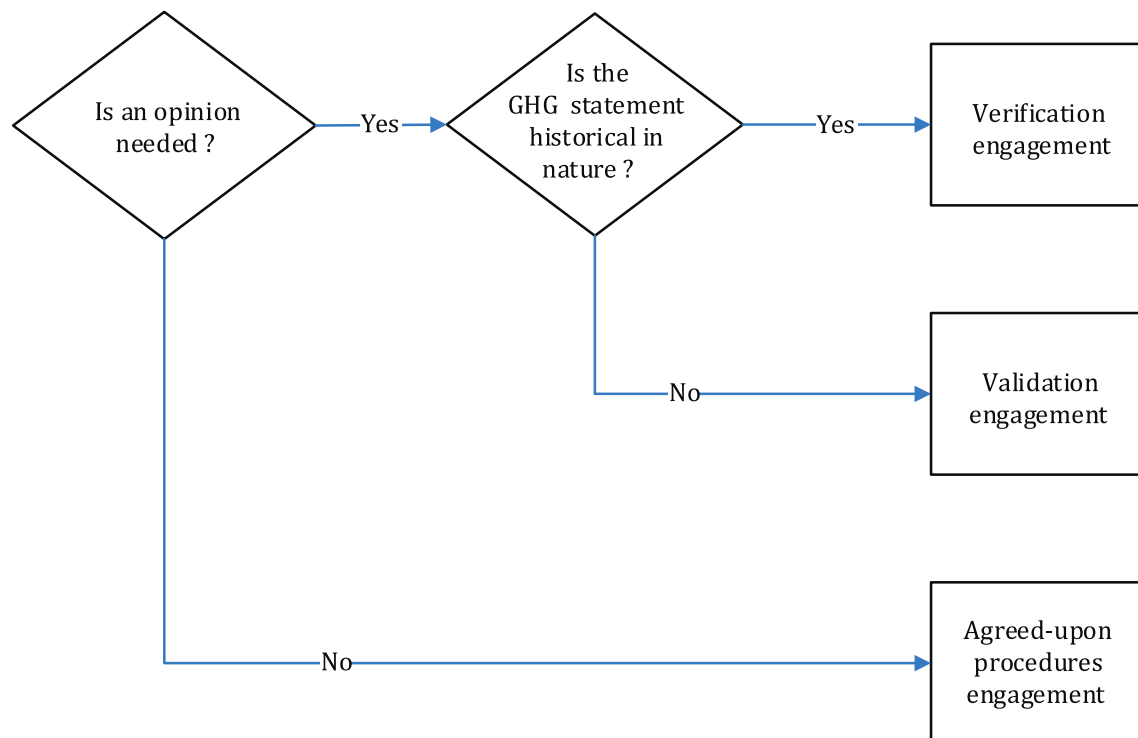 Is an opinion
needed ?
Yes
Is the
GHG statement
historical in
nature ?
Yes
Verification
engagement
No
Validation
engagement
No
Agreed-upon
procedures
engagement